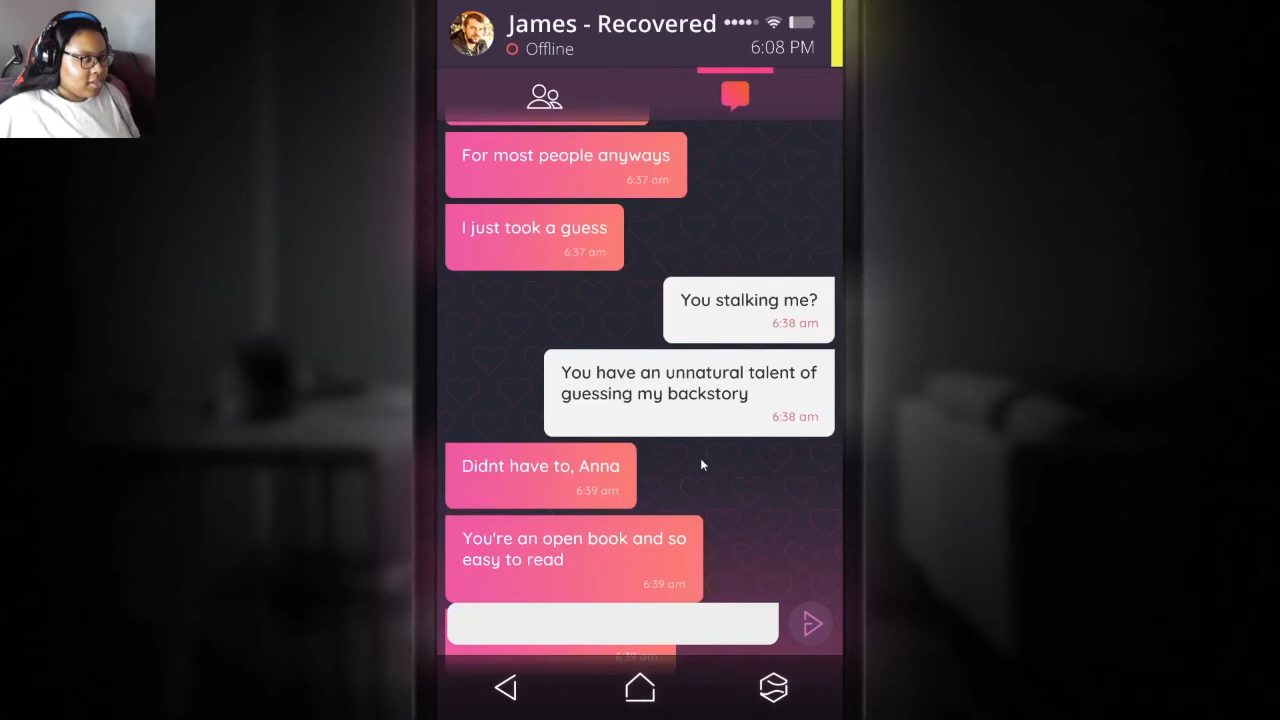 James - Recovered
Offline
6:08 PM
For most people anyways
6:37 am
I just took a guess
6:37 am
You stalking me?
6:38 am
You have an unnatural talent of
guessing my backstory
6:38 am
Didnt have to, Anna
6:39 am
You're an open book and so
easy to read
6:39 am
6:39 am